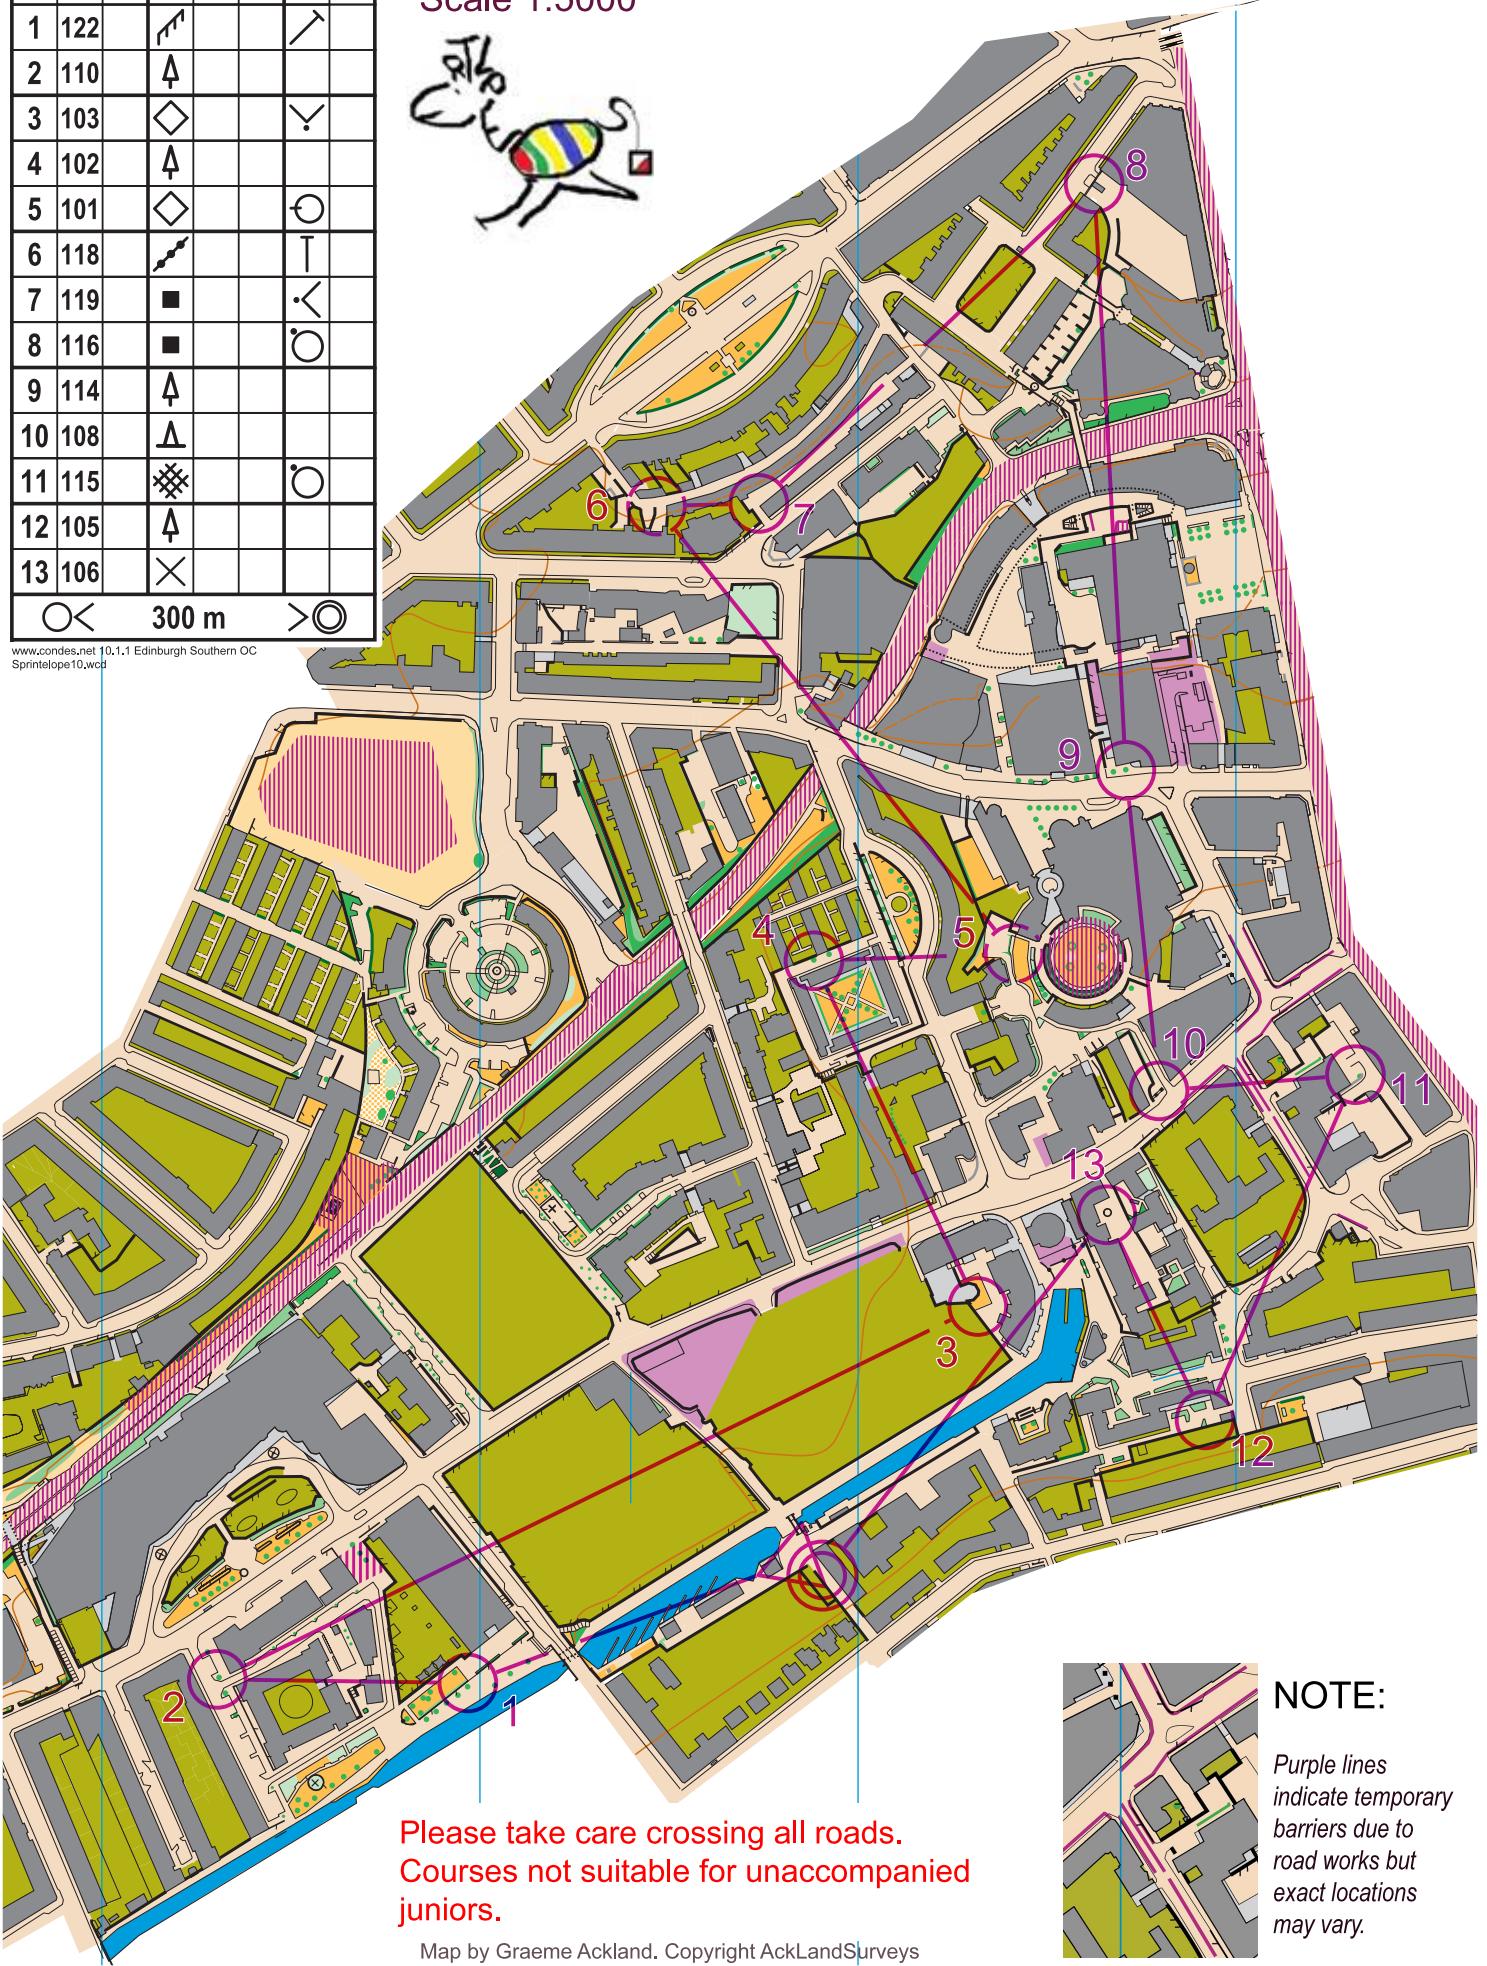 Scale 1:5000
1 122
2 110
3 103
4 102
5 101
6 118
7 119
8 116
9 114
10 108
11 115
12 105
13 106
300 m
www.condes.net 10.1.1 Edinburgh Southern OC
Sprintelope10.wcd
8
6
7
9
4
5
10
11
13
3
12
2
1
NOTE:
Purple lines
indicate temporary
barriers due to
road works but
exact locations
may vary.
Please take care crossing all roads.
Courses not suitable for unaccompanied
juniors.
Map by Graeme Ackland. Copyright AckLandSurveys